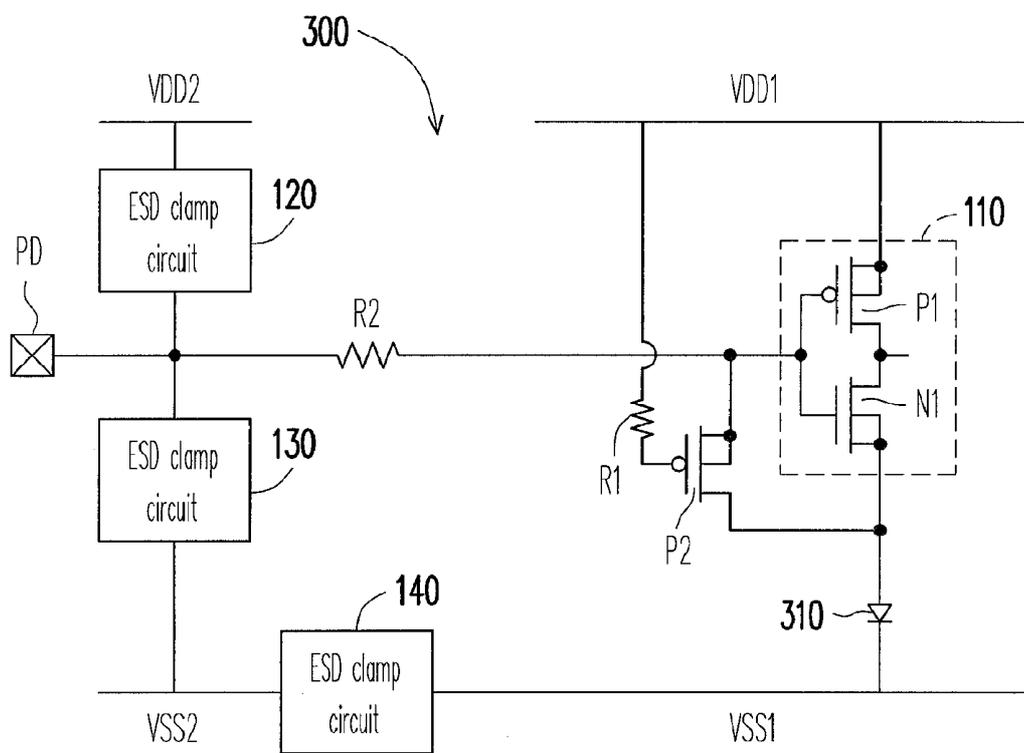 300
VDD2
VDD1
ESD clamp
circuit
120
110
PD
R2
P1
N1
ESD clamp
circuit
130
R1
P2
140
310
ESD clamp
circuit
VSS2
VSS1